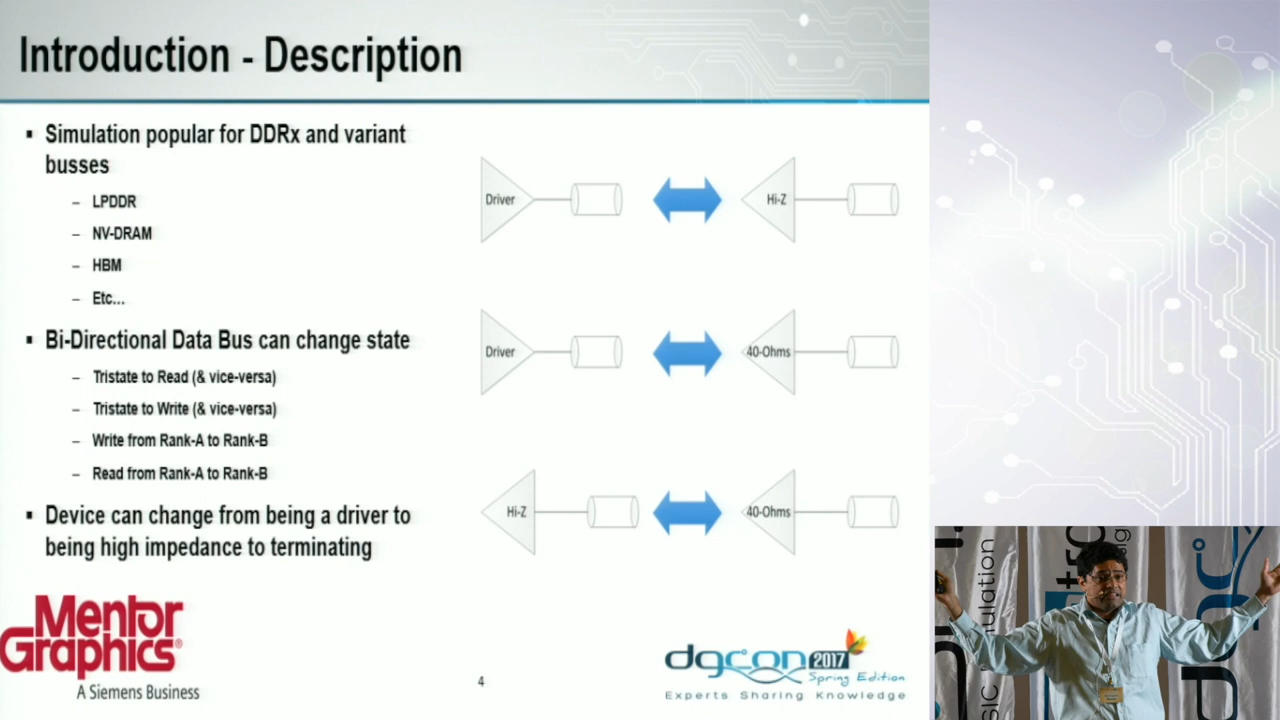 Introduction - Description
▪ Simulation popular for DDRx and variant
busses
– LPDDR
– NV-DRAM
– HBM
– Etc...
▪ Bi-Directional Data Bus can change state
– Tristate to Read (& vice-versa)
– Tristate to Write (& vice-versa)
– Write from Rank-A to Rank-B
– Read from Rank-A to Rank-B
▪ Device can change from being a driver to
being high impedance to terminating
Driver
Hi-Z
Driver
40-Ohms
Hi-Z
40-Ohms
Mentor
Graphics®
A Siemens Business
4
dgcon 2017
Spring Edition
Experts Sharing Knowledge